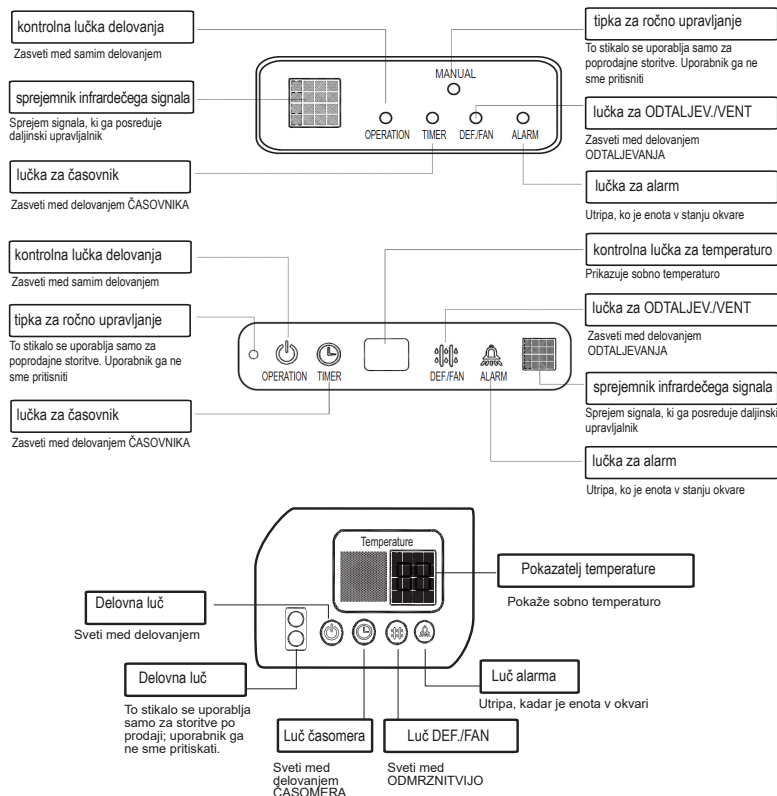 kontrolna lučka delovanja
Zasveti med samim delovanjem
sprejemnik infrardečega signala
Sprejem signala, ki ga posreduje
daljinski upravljalnik
lučka za časovnik
Zasveti med delovanjem ČASOVNIKA
MANUAL
OPERATION TIMER DEF./FAN ALARM
tipka za ročno upravljanje
To stikalo se uporablja samo za
poprodajne storitve. Uporabnik ga ne
sme pritisniti
lučka za ODTALJEV./VENT
Zasveti med delovanjem
ODTALJEVANJA
lučka za alarm
Utripa, ko je enota v stanju okvare
kontrolna lučka delovanja
Zasveti med samim delovanjem
tipka za ročno upravljanje
To stikalo se uporablja samo za
poprodajne storitve. Uporabnik ga ne
sme pritisniti
lučka za časovnik
Zasveti med delovanjem ČASOVNIKA
OPERATION TIMER DEF./FAN ALARM
kontrolna lučka za temperaturo
Prikazuje sobno temperaturo
lučka za ODTALJEV./VENT
Zasveti med delovanjem
ODTALJEVANJA
sprejemnik infrardečega signala
Sprejem signala, ki ga posreduje daljinski
upravljalnik
lučka za alarm
Utripa, ko je enota v stanju okvare
Temperature
Delovna luč
Sveti med delovanjem
Delovna luč
To stikalo se uporablja
samo za storitve po
prodaji; uporabnik ga
ne sme pritiskati.
Luč časomera
Sveti med
delovanjem
ČASOMERA
Luč DEF./FAN
Sveti med
ODMRZNITVIJO
Pokazatelj temperature
Pokaže sobno temperaturo
Luč alarma
Utripa, kadar je enota v okvari